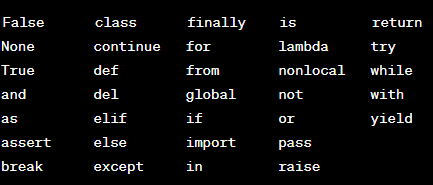 False class finally is return
None continue for lambda try
True def from nonlocal while
and del global not with
as elif if or yield
assert else import pass
break except in raise